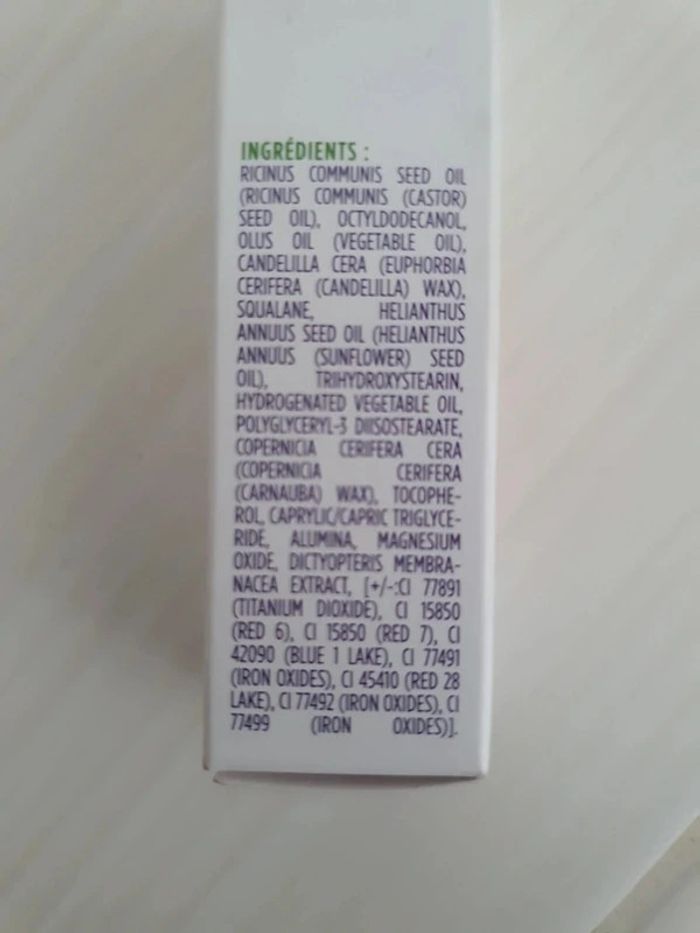 INGRÉDIENTS :
RICINUS COMMUNIS SEED OIL
(RICINUS COMMUNIS (CASTOR)
SEED OIL), OCTYLDODECANOL,
OLUS OIL (VEGETABLE OIL),
CANDELILLA CERA (EUPHORBIA
CERIFERA (CANDELILLA) WAX),
SQUALANE, HELIANTHUS
ANNUUS SEED OIL (HELIANTHUS
ANNUUS (SUNFLOWER) SEED
OIL), TRIHYDROXYSTEARIN,
HYDROGENATED VEGETABLE OIL,
POLYGLYCERYL-3 DIISOSTEARATE,
COPERNICIA CERIFERA CERA
(COPERNICIA CERIFERA
(CARNAUBA) WAX), TOCOPHE-
ROL, CAPRYLIC/CAPRIC TRIGLYCE-
RIDE, ALUMINA, MAGNESIUM
OXIDE, DICTYOPTERIS MEMBRA-
NACEA EXTRACT, [+/-:CI 77891
(TITANIUM DIOXIDE), CI 15850
(RED 6), CI 15850 (RED 7), CI
42090 (BLUE 1 LAKE), CI 77491
(IRON OXIDES), CI 45410 (RED 28
LAKE), CI 77492 (IRON OXIDES), CI
77499 (IRON OXIDES)].